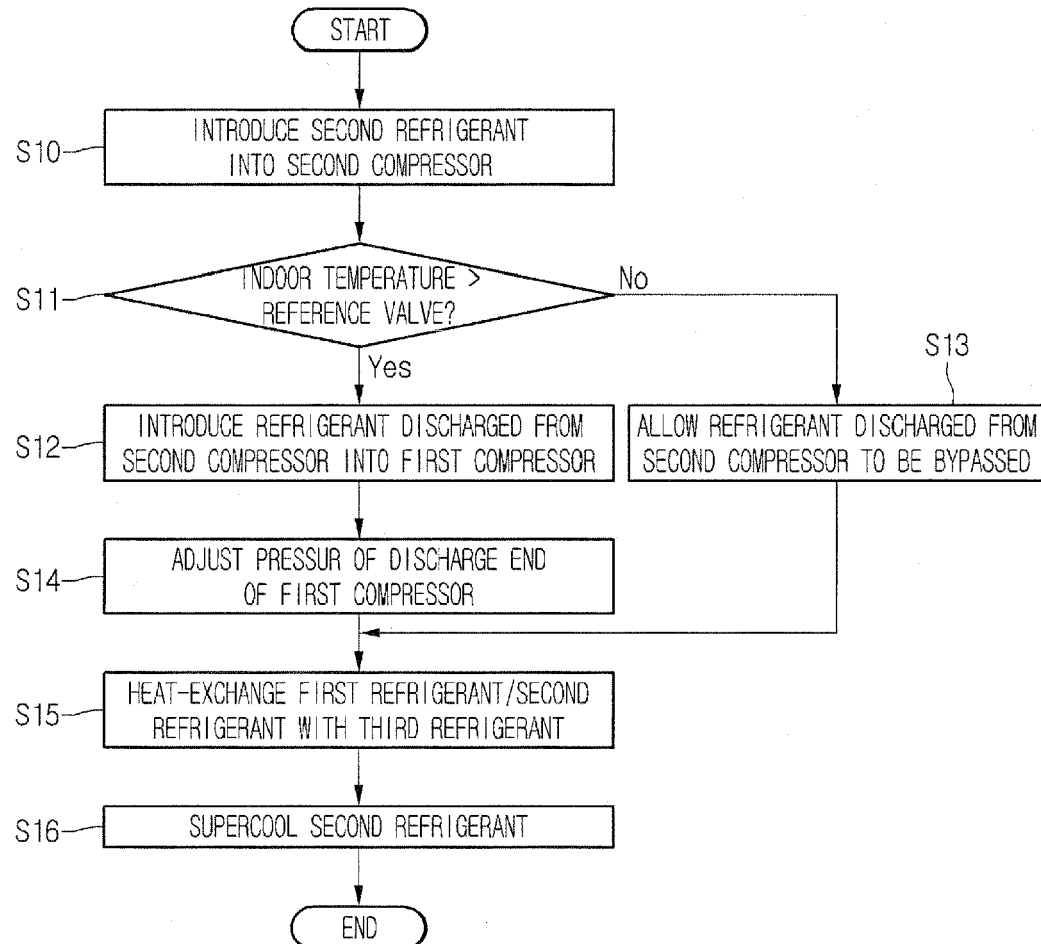 START
S10
INTRODUCE SECOND REFRIGERANT
INTO SECOND COMPRESSOR
S11
INDOOR TEMPERATURE >
REFERENCE VALVE?
No
Yes
S13
S12
INTRODUCE REFRIGERANT DISCHARGED FROM
SECOND COMPRESSOR INTO FIRST COMPRESSOR
ALLOW REFRIGERANT DISCHARGED FROM
SECOND COMPRESSOR TO BE BYPASSED
S14
ADJUST PRESSUR OF DISCHARGE END
OF FIRST COMPRESSOR
S15
HEAT-EXCHANGE FIRST REFRIGERANT/SECOND
REFRIGERANT WITH THIRD REFRIGERANT
S16
SUPERCOOL SECOND REFRIGERANT
END